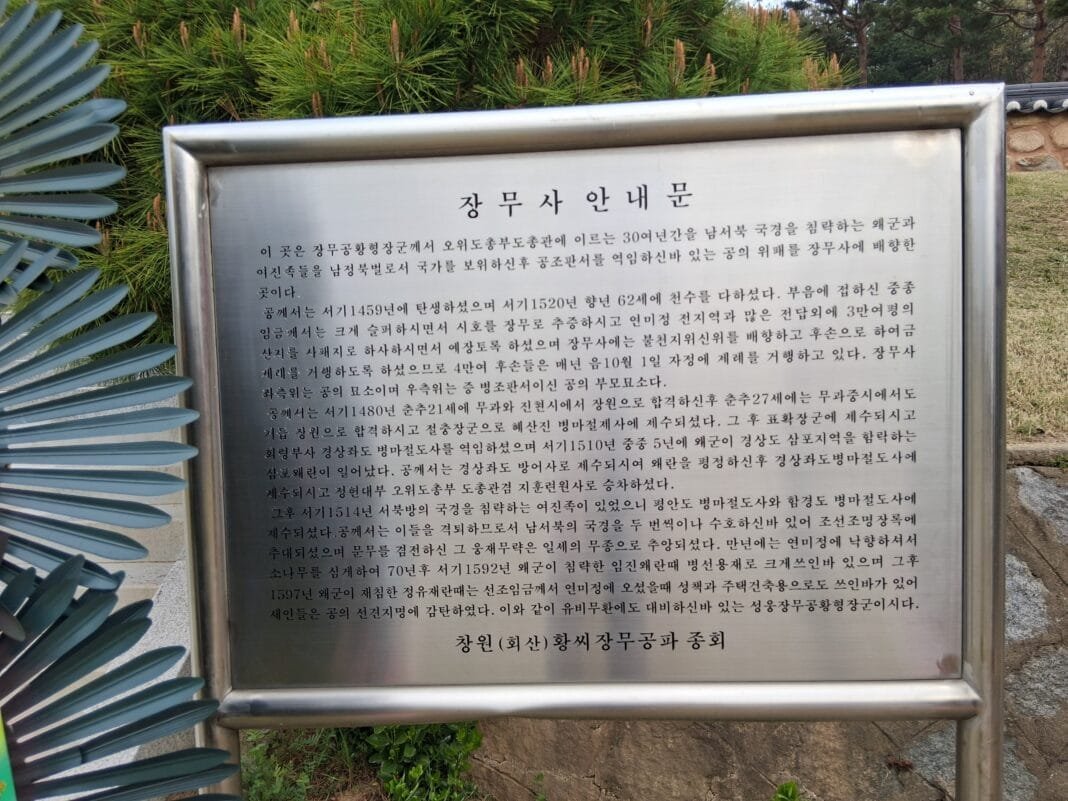 장무사 안내문
이 곳은 장무공황형장군께서 오위도총부도총관에 이르는 30여년간을 남서북 국경을 침략하는 왜군과
여진족들을 남정북벌로서 국가를 보위하신후 공조판서를 역임하신바 있는 공의 위패를 장무사에 배향한
곳이다.
공께서는 서기1459년에 탄생하셨으며 서기1520년 향년 62세에 천수를 다하셨다. 부음에 접하신 중종
임금께서는 크게 슬퍼하시면서 시호를 장무로 추증하시고 연미정 전지역과 많은 전답외에 3만여평의
산지를 사패지로 하사하시면서 예장토록 하셨으며 장무사에는 불천지위신위를 배향하고 후손으로 하여금
세례를 거행하도록 하셨으므로 4만여 후손들은 매년 음10월 1일 자정에 제례를 거행하고 있다. 장무사
좌측위는 공의 묘소이며 우측위는 증 병조판서이신 공의 부모묘소다.
공께서는 서기1480년 춘추21세에 무과와 진현시에서 장원으로 합격하신후 춘추27세에는 무과중시에서도
거듭 장원으로 합격하시고 절충장군으로 혜산진 병마절제사에 제수되셨다. 그 후 표확장군에 제수되시고
회령부사 경상좌도 병마절도사를 역임하셨으며 서기1510년 중종 5년에 왜군이 경상도 삼포지역을 함락하는
삼포왜란이 일어났다. 공께서는 경상좌도 방어사로 제수되시여 왜란을 평정하신후 경상좌도병마절도사에
제수되시고 정헌대부 오위도총부 도총관겸 지훈련원사로 승차하셨다.
그후 서기1514년 서북방의 국경을 침략하는 여진족이 있었으니 평안도 병마절도사와 함경도 병마절도사에
제수되셨다.공께서는 이들을 격퇴하므로서 남서북의 국경을 두 번씩이나 수호하신바 있어 조선조명장록에
추대되셨으며 문무를 겸전하신 그 웅재무략은 일세의 무종으로 추앙되셨다. 만년에는 연미정에 낙향하셔서
소나무를 심게하여 70년후 서기1592년 왜군이 침략한 임진왜란때 병선용재로 크게쓰인바 있으며 그후
1597년 왜군이 재침한 정유재란때는 선조임금께서 연미정에 오셨을때 성책과 주택건축용으로도 쓰인바가 있어
세인들은 공의 선견지명에 감탄하였다. 이와 같이 유비무환에도 대비하신바 있는 성웅장무공황형장군이시다.
창원(회산)황씨장무공파 종회